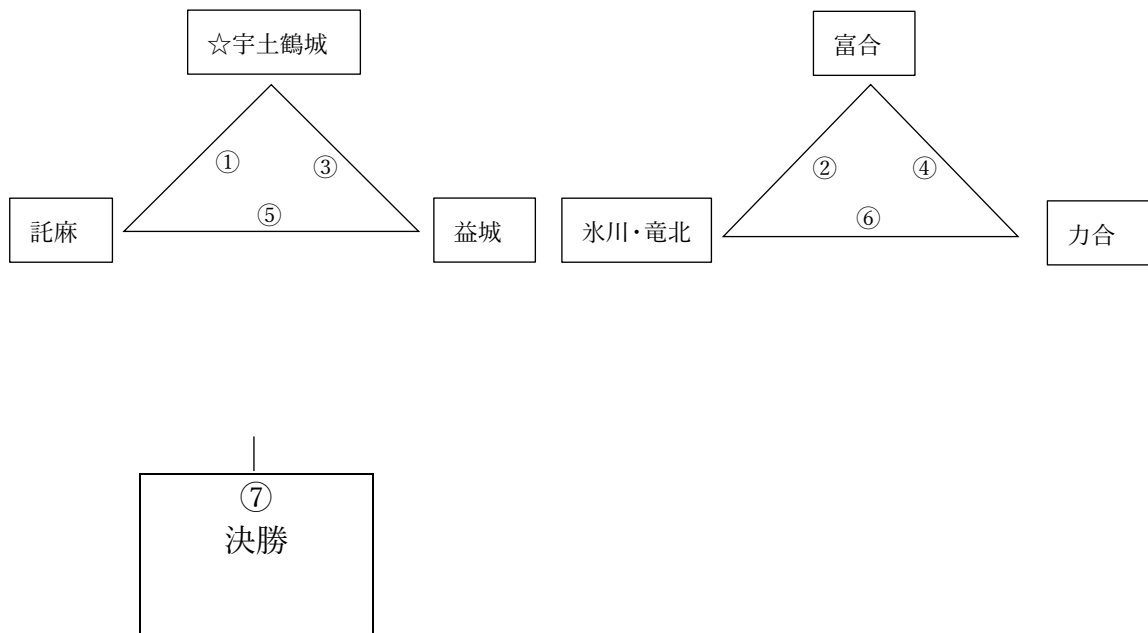 ☆宇土鶴城
富合
①
③
②
④
⑤
⑥
託麻
益城
氷川・竜北
力合
⑦
決勝